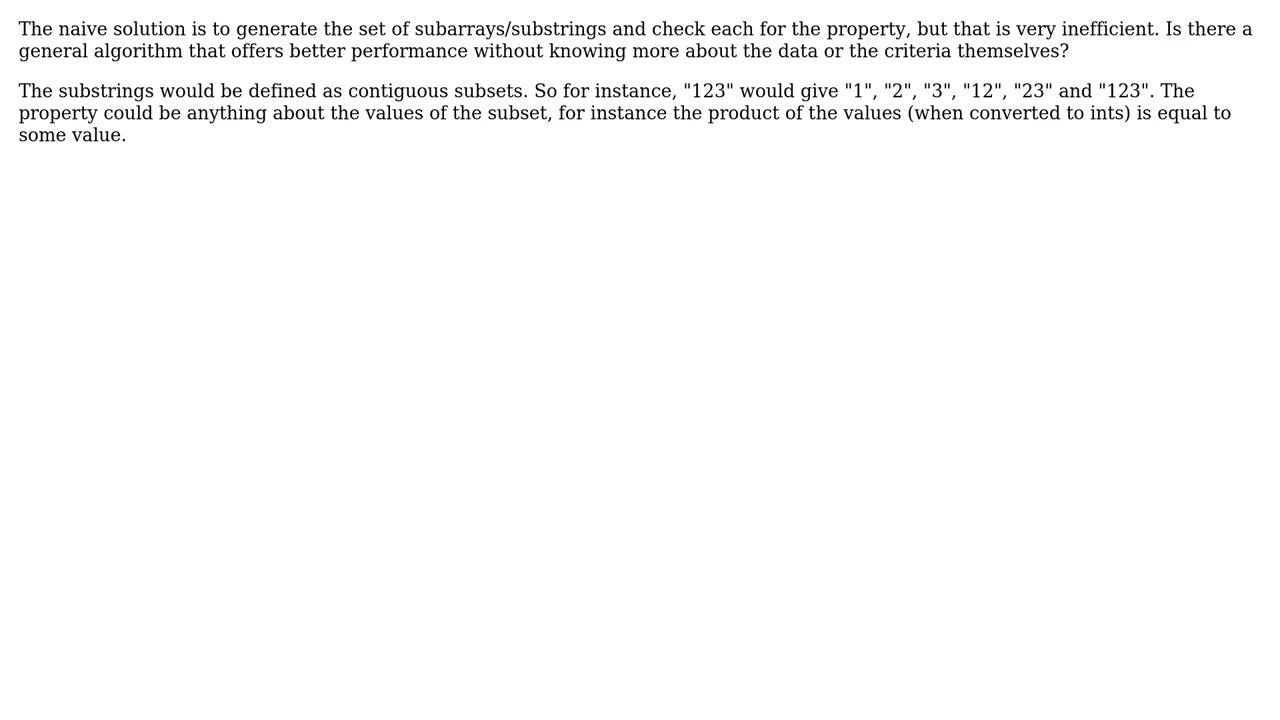 The naive solution is to generate the set of subarrays/substrings and check each for the property, but that is very inefficient. Is there a
general algorithm that offers better performance without knowing more about the data or the criteria themselves?
The substrings would be defined as contiguous subsets. So for instance, "123" would give "1", "2", "3", "12", "23" and "123". The
property could be anything about the values of the subset, for instance the product of the values (when converted to ints) is equal to
some value.